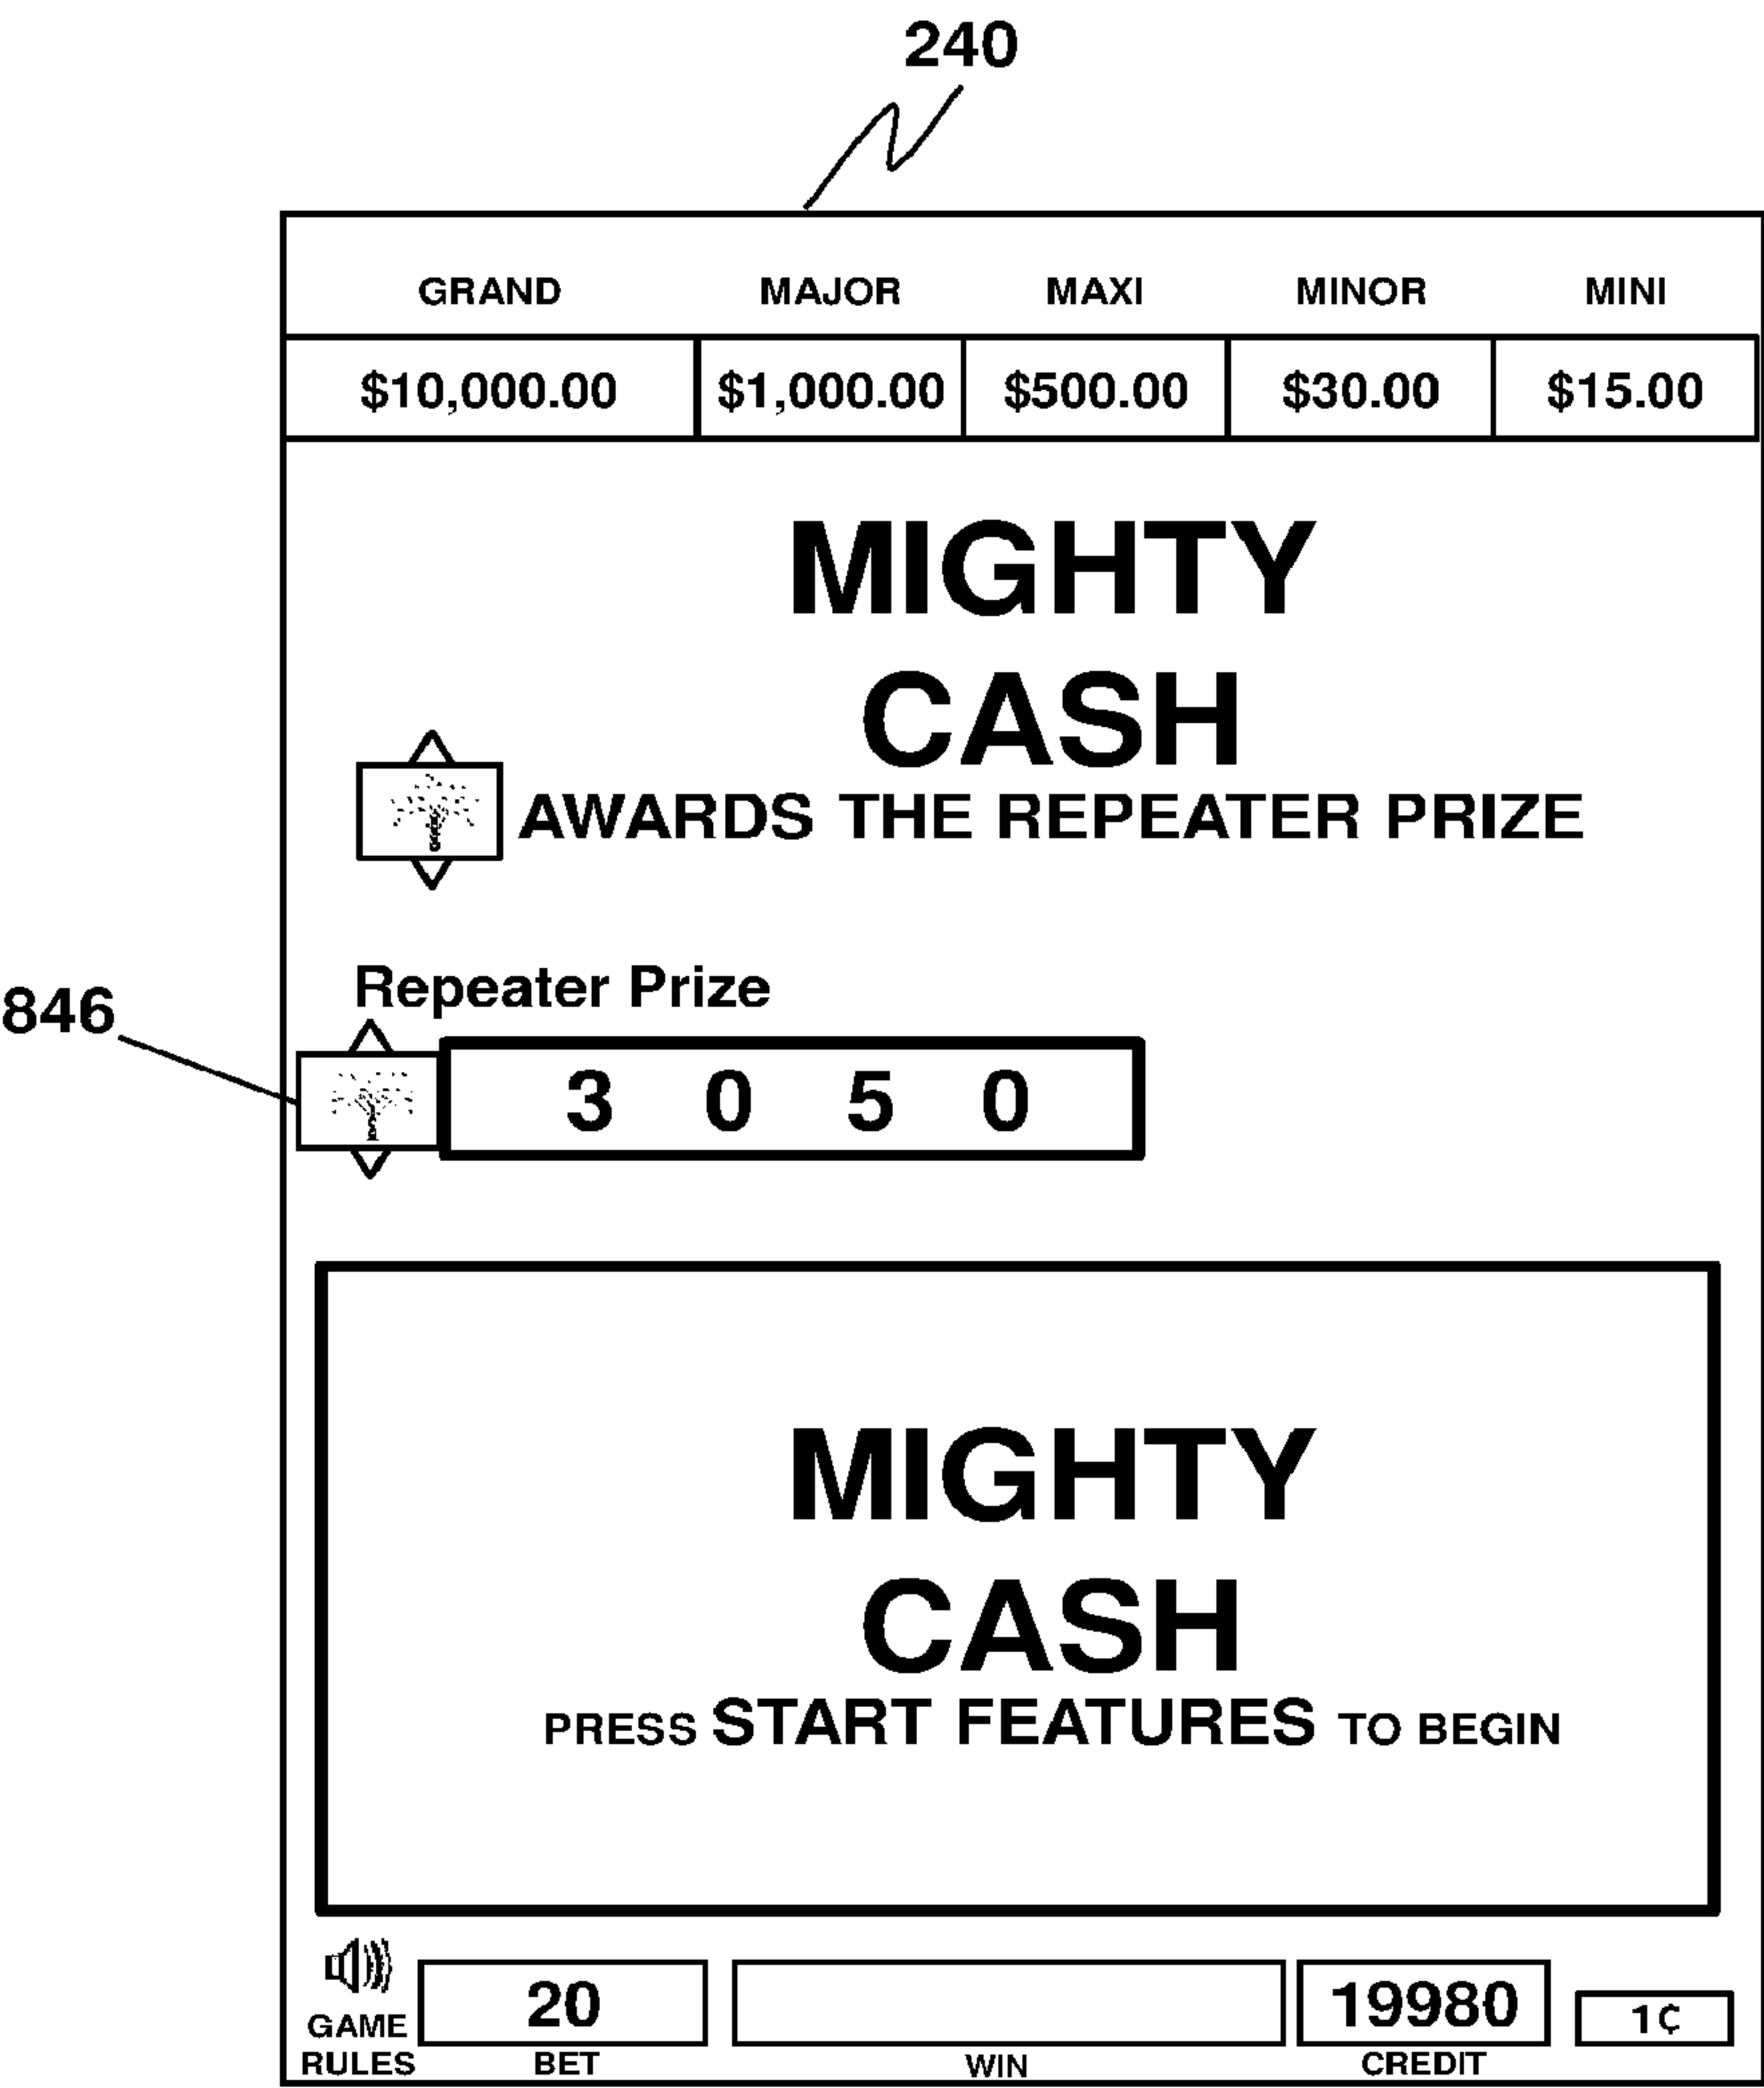 240
GRAND MAJOR MAXI MINOR MINI
$10,000.00 $1,000.00 $500.00 $30.00 $15.00
MIGHTY
CASH
AWARDS THE REPEATER PRIZE
Repeater Prize
846
3 0 5 0
MIGHTY
CASH
PRESS START FEATURES TO BEGIN
20 19980 1¢
GAME
RULES BET WIN CREDIT